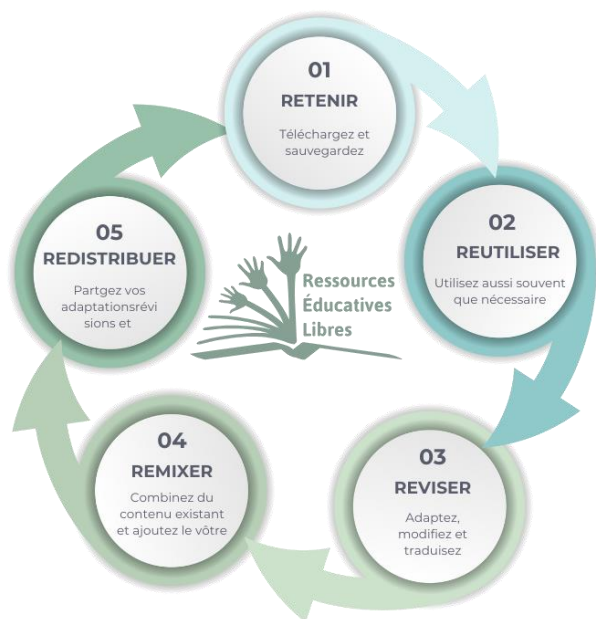 01
RETENIR
Téléchargez et
sauvegardez
02
REUTILISER
Utilisez aussi souvent
que nécessaire
03
REVISER
Adaptez,
modifiez et
traduisez
04
REMIXER
Combinez du
contenu existant
et ajoutez le vôtre
05
REDISTRIBUER
Partgez vos
adaptationsrévi
sions et
Ressources
Éducatives
Libres